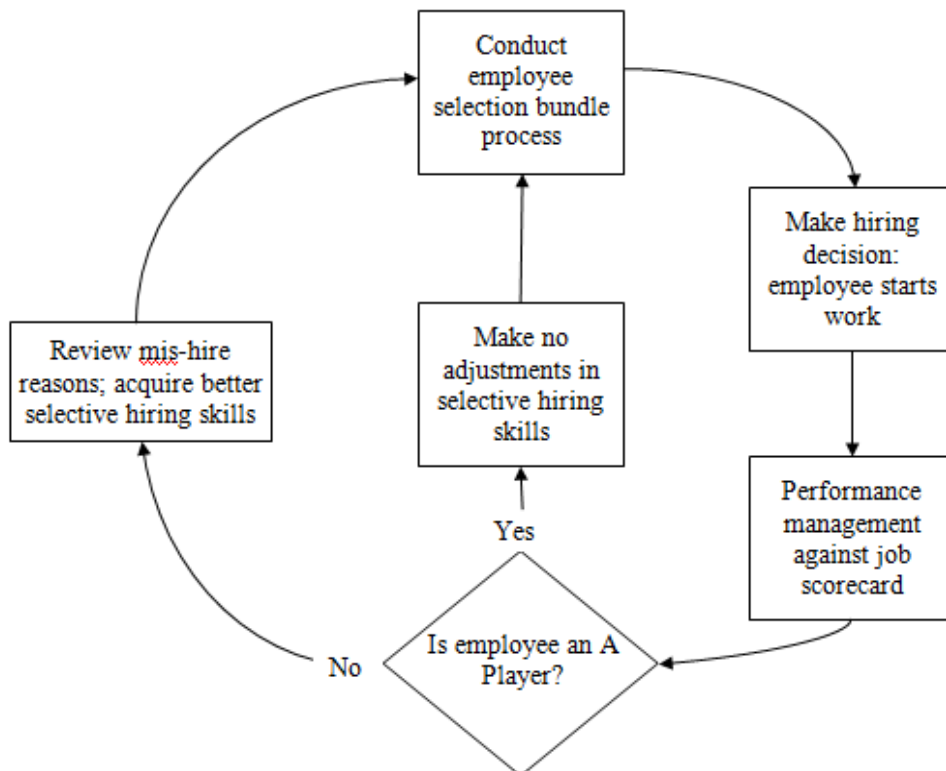 Conduct
employee
selection bundle
process
Make hiring
decision:
employee starts
work
Performance
management
against job
scorecard
Is employee an A
Player?
Yes
Make no
adjustments in
selective hiring
skills
No
Review mis-hire
reasons; acquire better
selective hiring skills